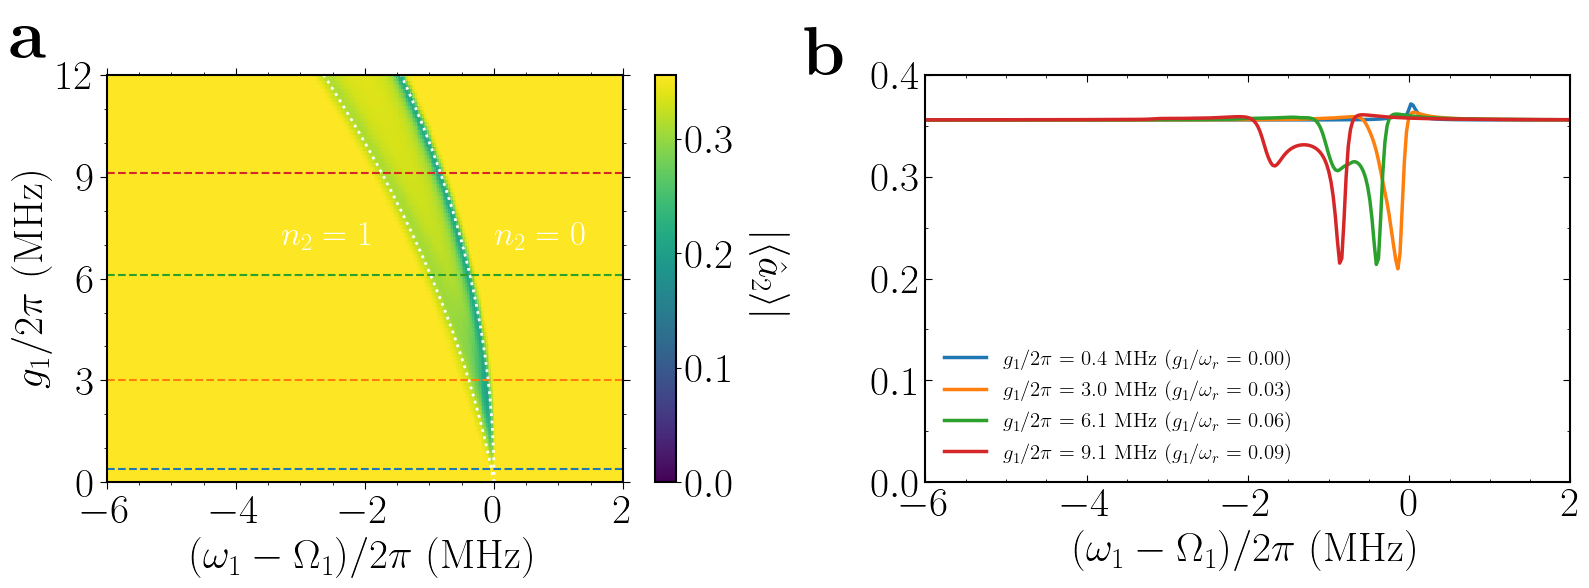 a
12
9
6
3
0
g₁/2π (MHz)
n₂ = 1
n₂ = 0
−6
−4
−2
0
2
(ω₁ − Ω₁)/2π (MHz)
0.3
0.2
0.1
0.0
|⟨â₂⟩|
b
0.4
0.3
0.2
0.1
0.0
g₁/2π = 0.4 MHz (g₁/ωᵣ = 0.00)
g₁/2π = 3.0 MHz (g₁/ωᵣ = 0.03)
g₁/2π = 6.1 MHz (g₁/ωᵣ = 0.06)
g₁/2π = 9.1 MHz (g₁/ωᵣ = 0.09)
−6
−4
−2
0
2
(ω₁ − Ω₁)/2π (MHz)